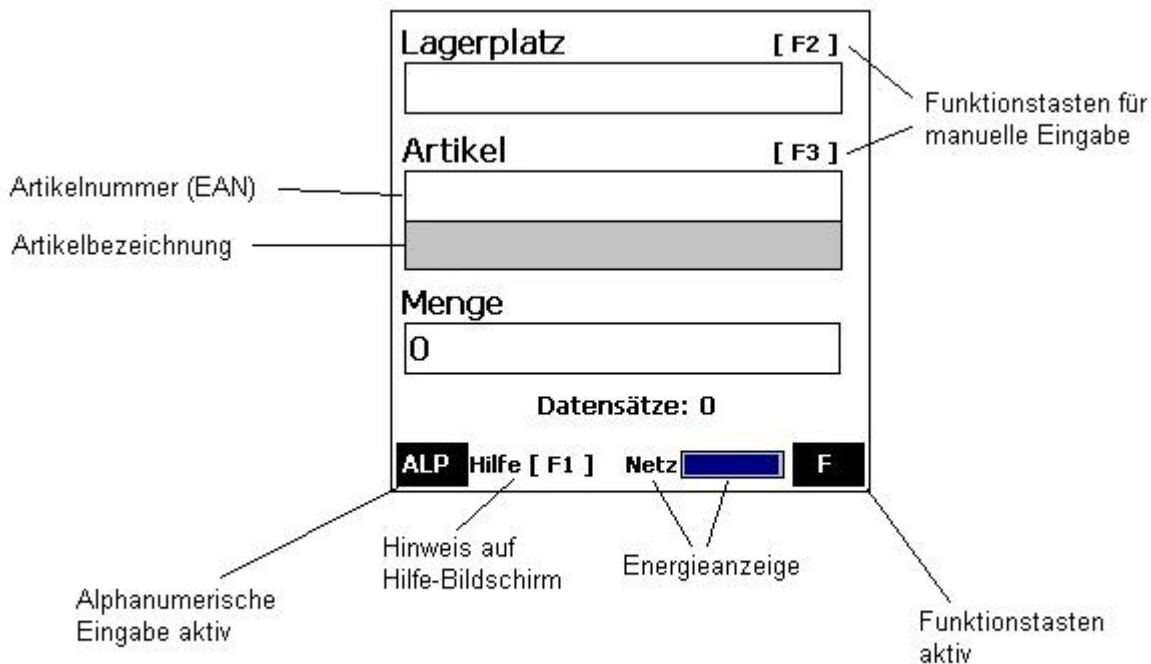 Lagerplatz [ F2 ]
Funktionstasten für
manuelle Eingabe
Artikel [ F3 ]
Artikelnummer (EAN)
Artikelbezeichnung
Menge
0
Datensätze: 0
ALP Hilfe [ F1 ] Netz F
Hinweis auf
Hilfe-Bildschirm
Energieanzeige
Alphanumerische
Eingabe aktiv
Funktionstasten
aktiv